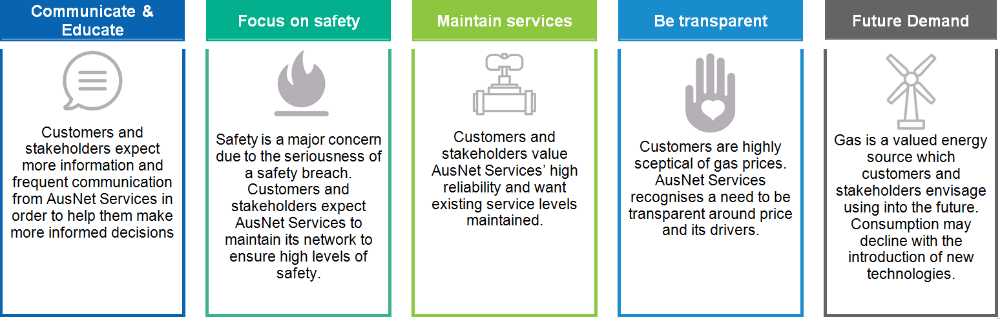 Communicate &
Educate
Customers and
stakeholders expect
more information and
frequent communication
from AusNet Services in
order to help them make
more informed decisions
Focus on safety
Safety is a major concern
due to the seriousness of
a safety breach.
Customers and
stakeholders expect
AusNet Services to
maintain its network to
ensure high levels of
safety.
Maintain services
Customers and
stakeholders value
AusNet Services’ high
reliability and want
existing service levels
maintained.
Be transparent
Customers are highly
sceptical of gas prices.
AusNet Services
recognises a need to be
transparent around price
and its drivers.
Future Demand
Gas is a valued energy
source which
customers and
stakeholders envisage
using into the future.
Consumption may
decline with the
introduction of new
technologies.